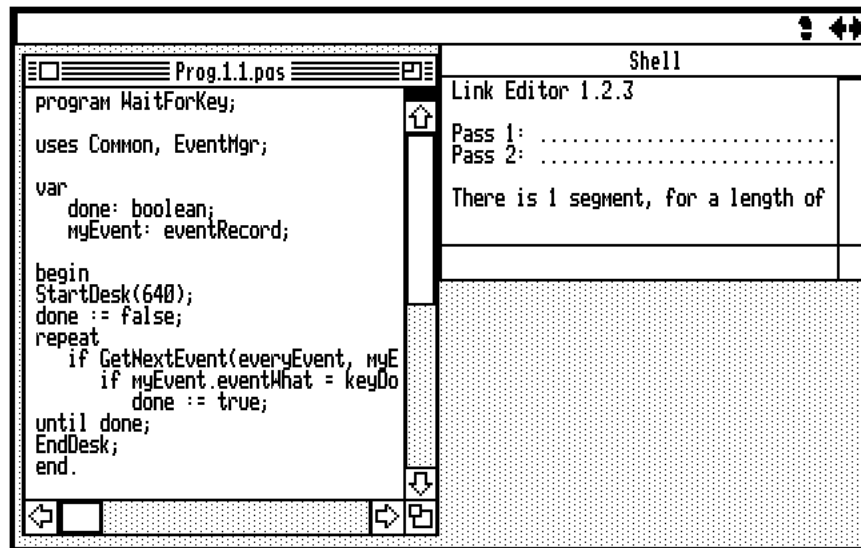 Prog.1.1.pas
program WaitForKey;
uses Common, EventMgr;
var
done: boolean;
myEvent: eventRecord;
begin
StartDesk(640);
done := false;
repeat
if GetNextEvent(everyEvent, myE
if myEvent.eventWhat = keyDo
done := true;
until done;
EndDesk;
end.
Shell
Link Editor 1.2.3
Pass 1: ............................
Pass 2: ............................
There is 1 segment, for a length of